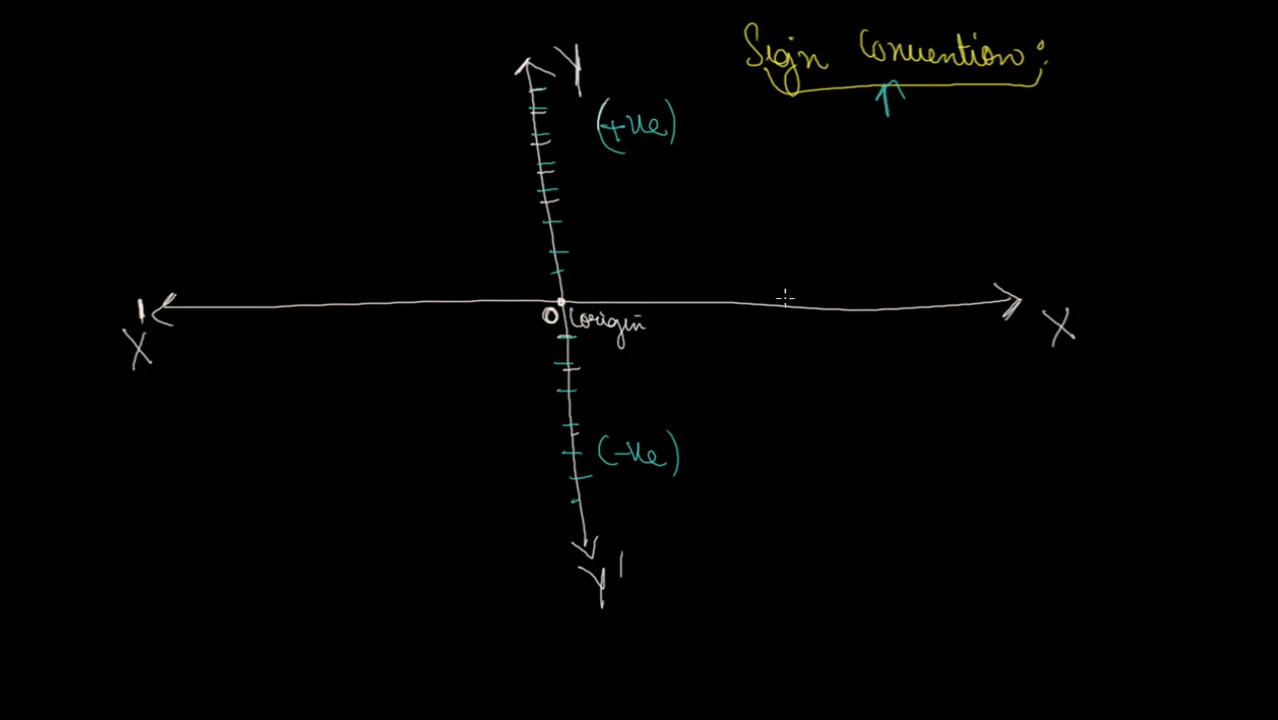 Sign Convention:
Y
(+ve)
O (origin
X'
X
(-ve)
Y'